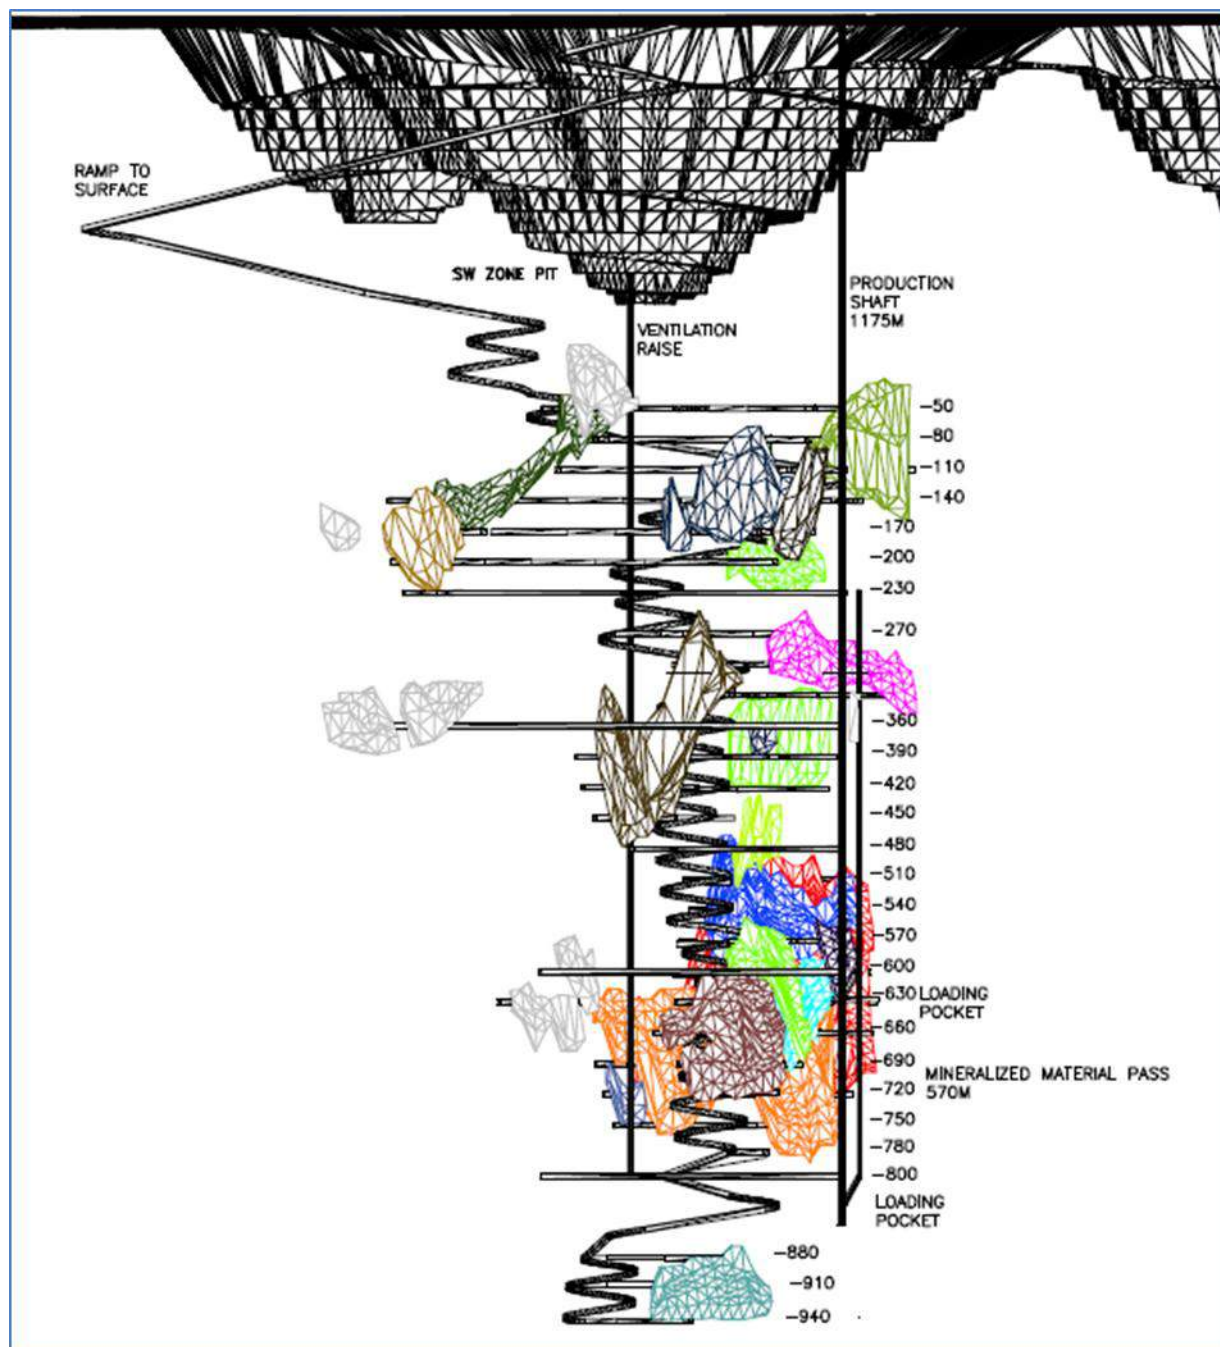 RAMP TO
SURFACE
SW ZONE PIT
PRODUCTION
SHAFT
1175M
VENTILATION
RAISE
-50
-80
-110
-140
-170
-200
-230
-270
-360
-390
-420
-450
-480
-510
-540
-570
-600
-630
LOADING
POCKET
-660
-690
MINERALIZED MATERIAL PASS
570M
-720
-750
-780
-800
LOADING
POCKET
-880
-910
-940